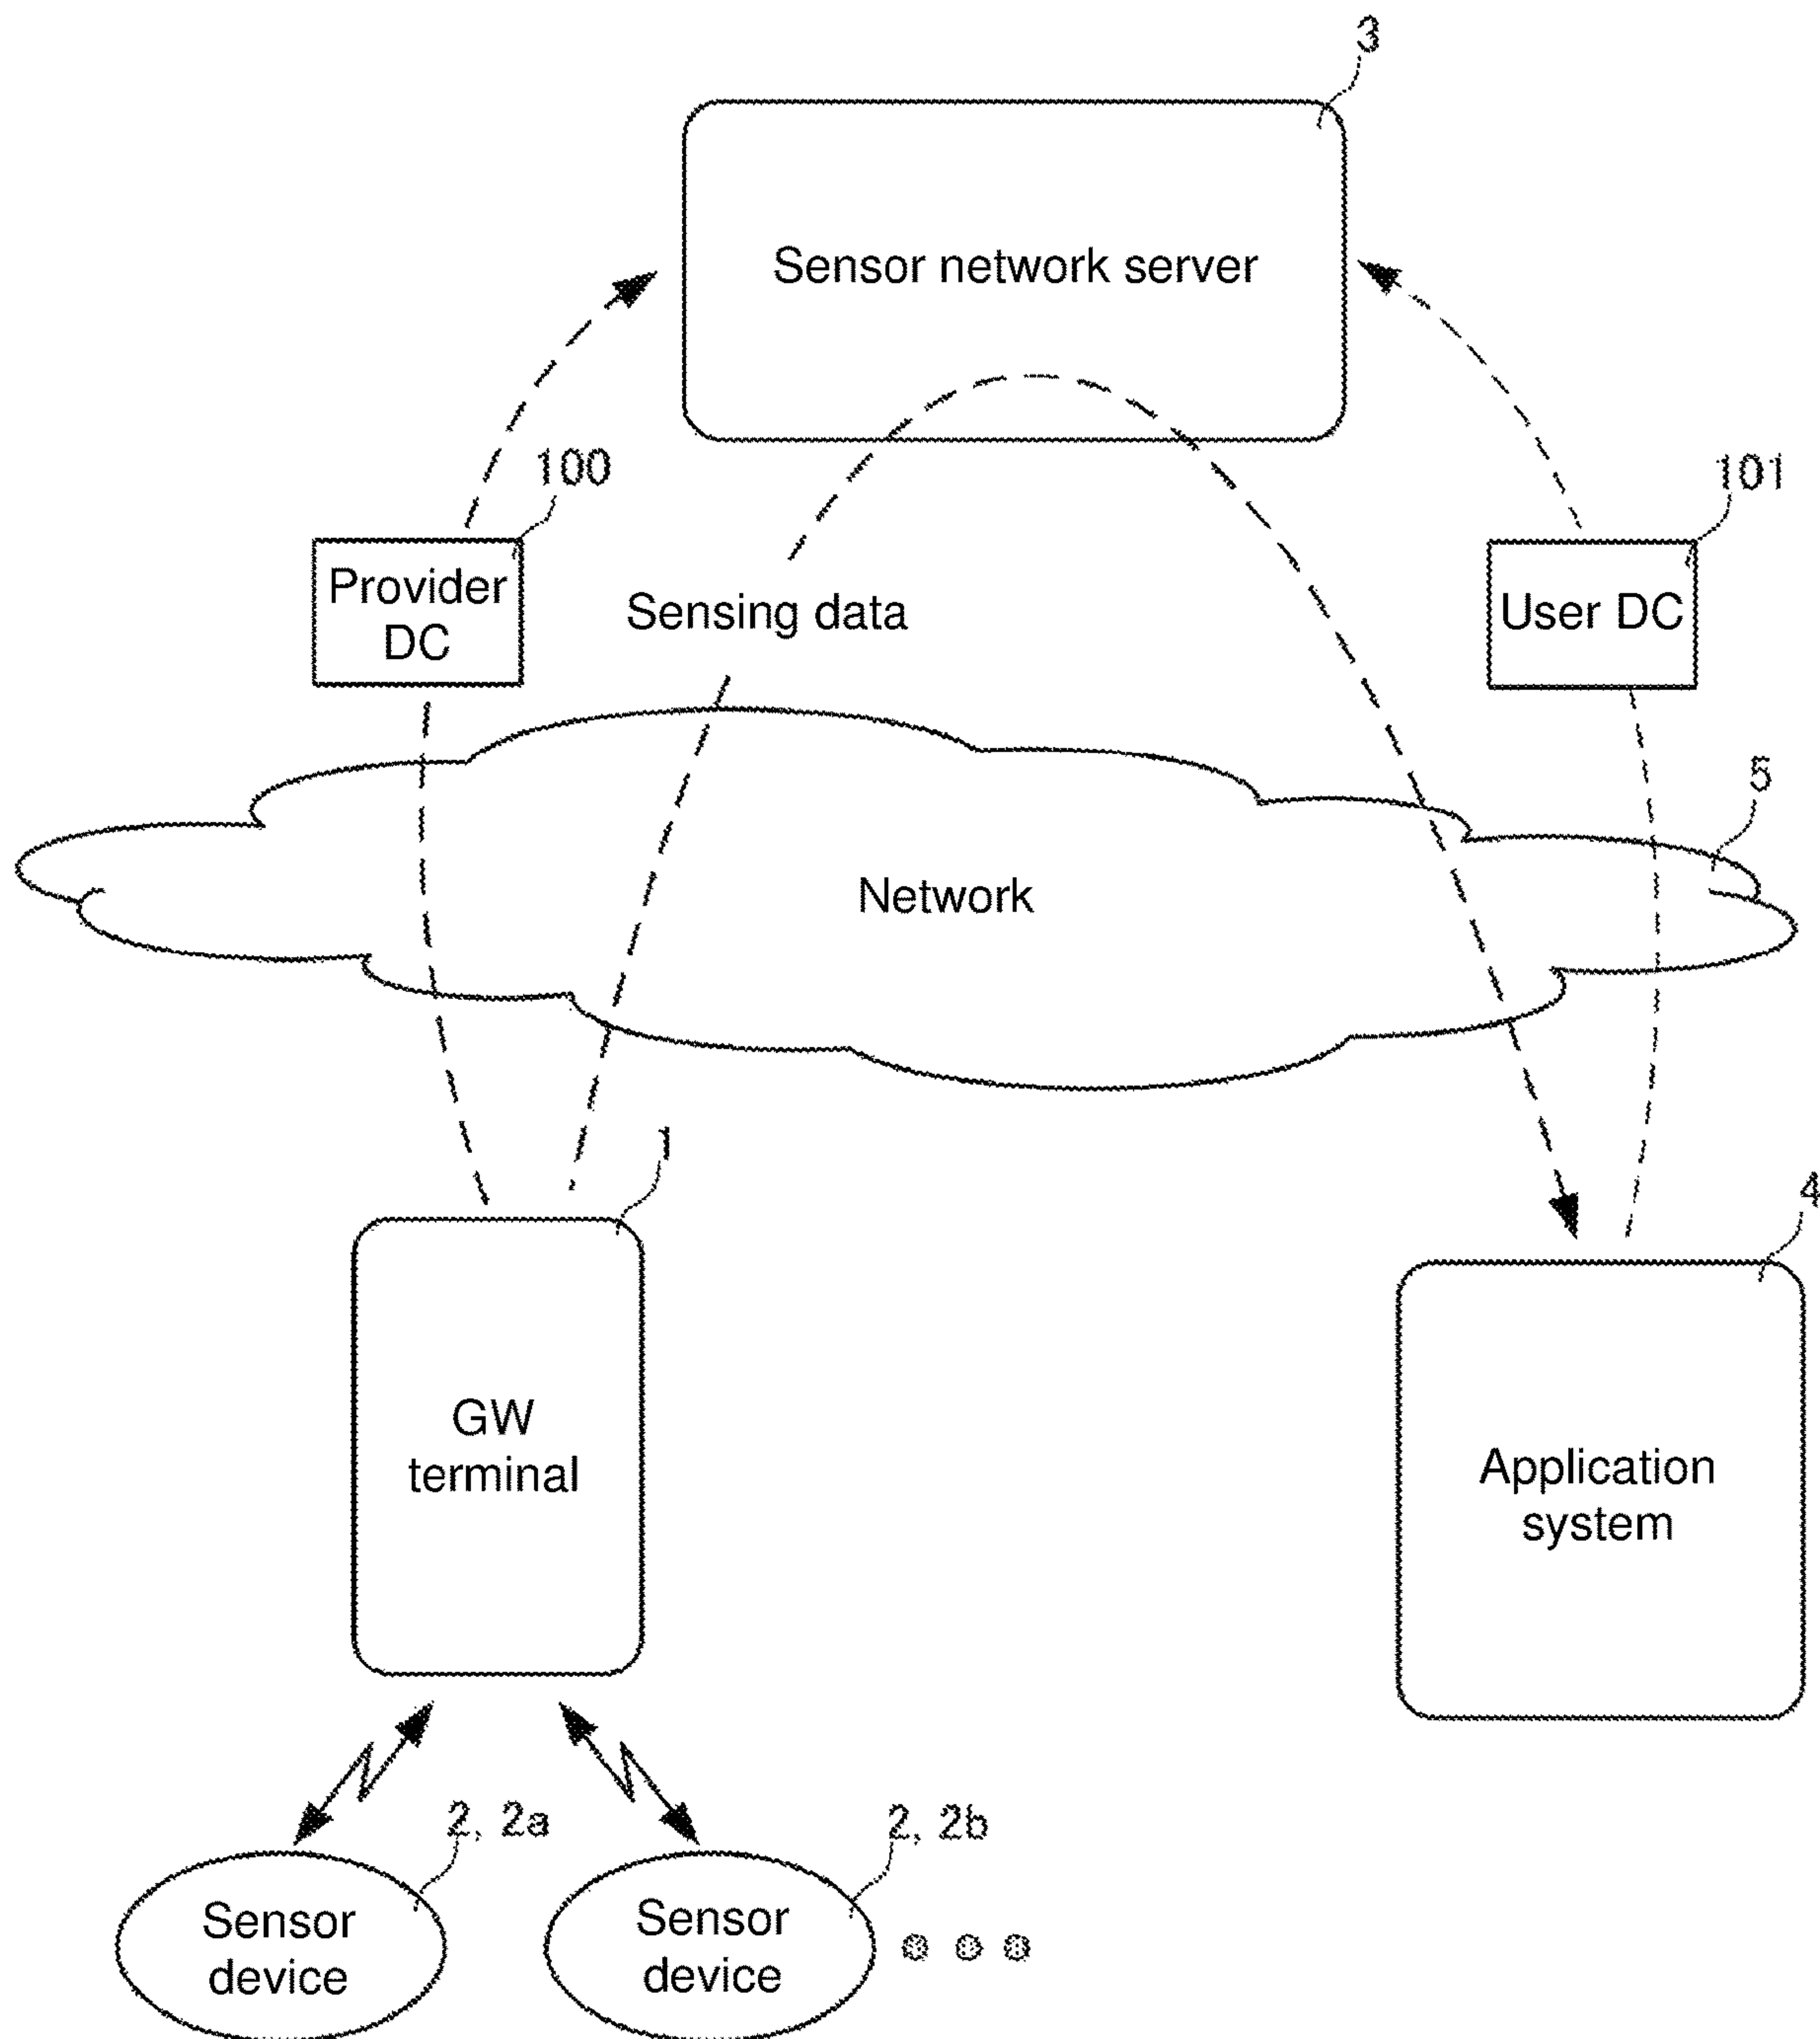 3
Sensor network server
100
101
Provider
DC
Sensing data
User DC
5
Network
1
4
GW
terminal
Application
system
2, 2a
2, 2b
Sensor
device
Sensor
device